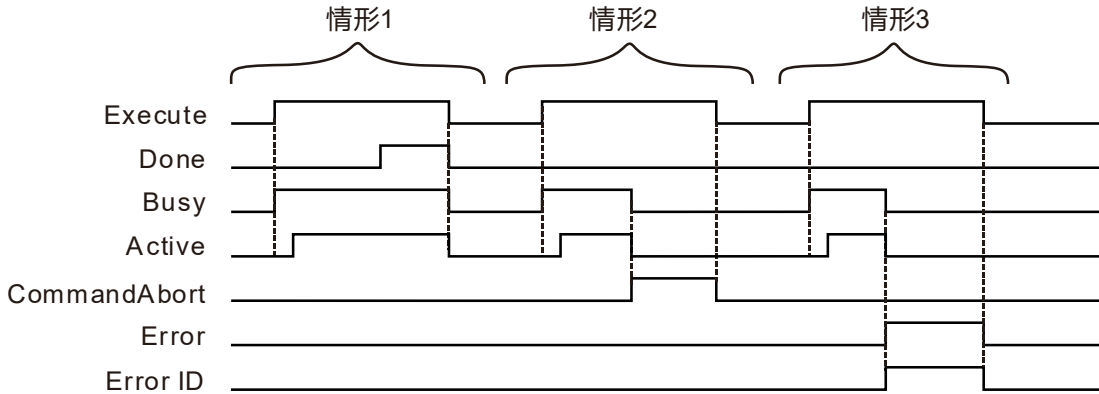 情形1 情形2 情形3
Execute
Done
Busy
Active
CommandAbort
Error
Error ID